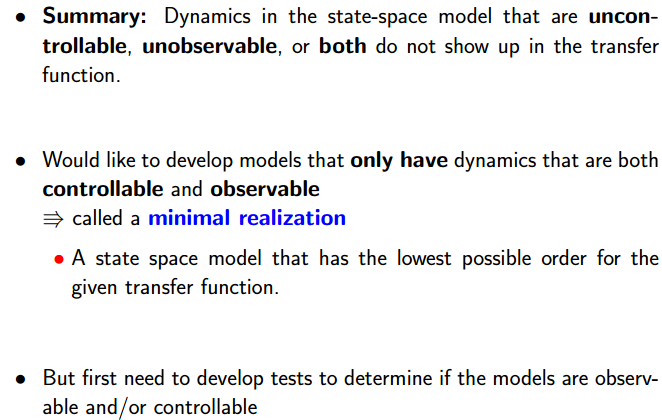 • Summary: Dynamics in the state-space model that are uncon-
trollable, unobservable, or both do not show up in the transfer
function.
• Would like to develop models that only have dynamics that are both
controllable and observable
⇛ called a minimal realization
• A state space model that has the lowest possible order for the
given transfer function.
• But first need to develop tests to determine if the models are observ-
able and/or controllable